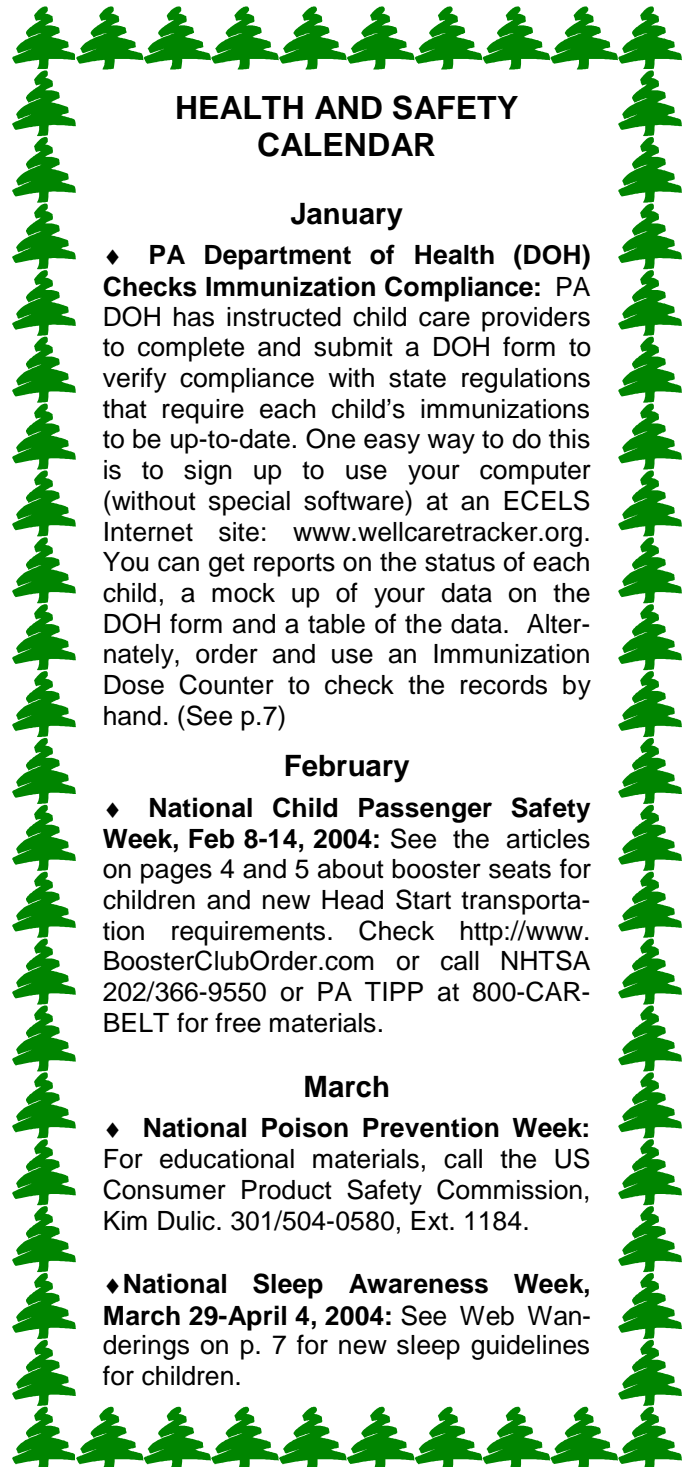 HEALTH AND SAFETY
CALENDAR
January
♦ PA Department of Health (DOH)
Checks Immunization Compliance: PA
DOH has instructed child care providers
to complete and submit a DOH form to
verify compliance with state regulations
that require each child's immunizations
to be up-to-date. One easy way to do this
is to sign up to use your computer
(without special software) at an ECELS
Internet site: www.wellcaretracker.org.
You can get reports on the status of each
child, a mock up of your data on the
DOH form and a table of the data. Alter-
nately, order and use an Immunization
Dose Counter to check the records by
hand. (See p.7)
February
♦ National Child Passenger Safety
Week, Feb 8-14, 2004: See the articles
on pages 4 and 5 about booster seats for
children and new Head Start transporta-
tion requirements. Check http://www.
BoosterClubOrder.com or call NHTSA
202/366-9550 or PA TIPP at 800-CAR-
BELT for free materials.
March
♦ National Poison Prevention Week:
For educational materials, call the US
Consumer Product Safety Commission,
Kim Dulic. 301/504-0580, Ext. 1184.
♦National Sleep Awareness Week,
March 29-April 4, 2004: See Web Wan-
derings on p. 7 for new sleep guidelines
for children.